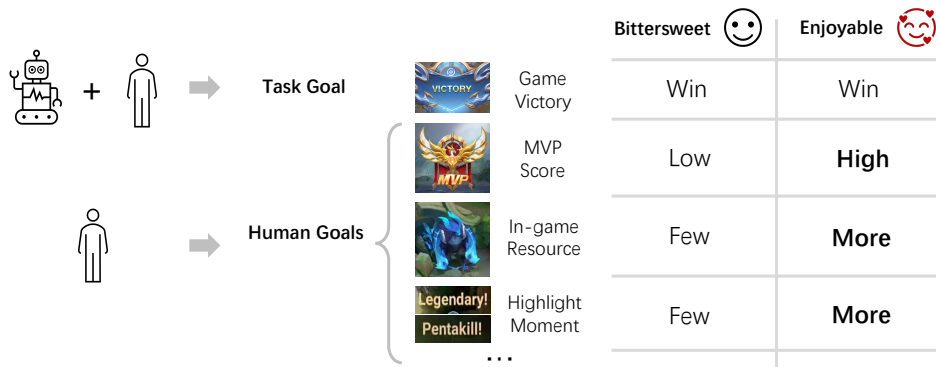 Bittersweet
Enjoyable
+
Task Goal
VICTORY
Game
Victory
Win
Win
MVP
MVP
Score
Low
High
Human Goals
In-game
Resource
Few
More
Legendary!
Pentakill!
Highlight
Moment
Few
More
...